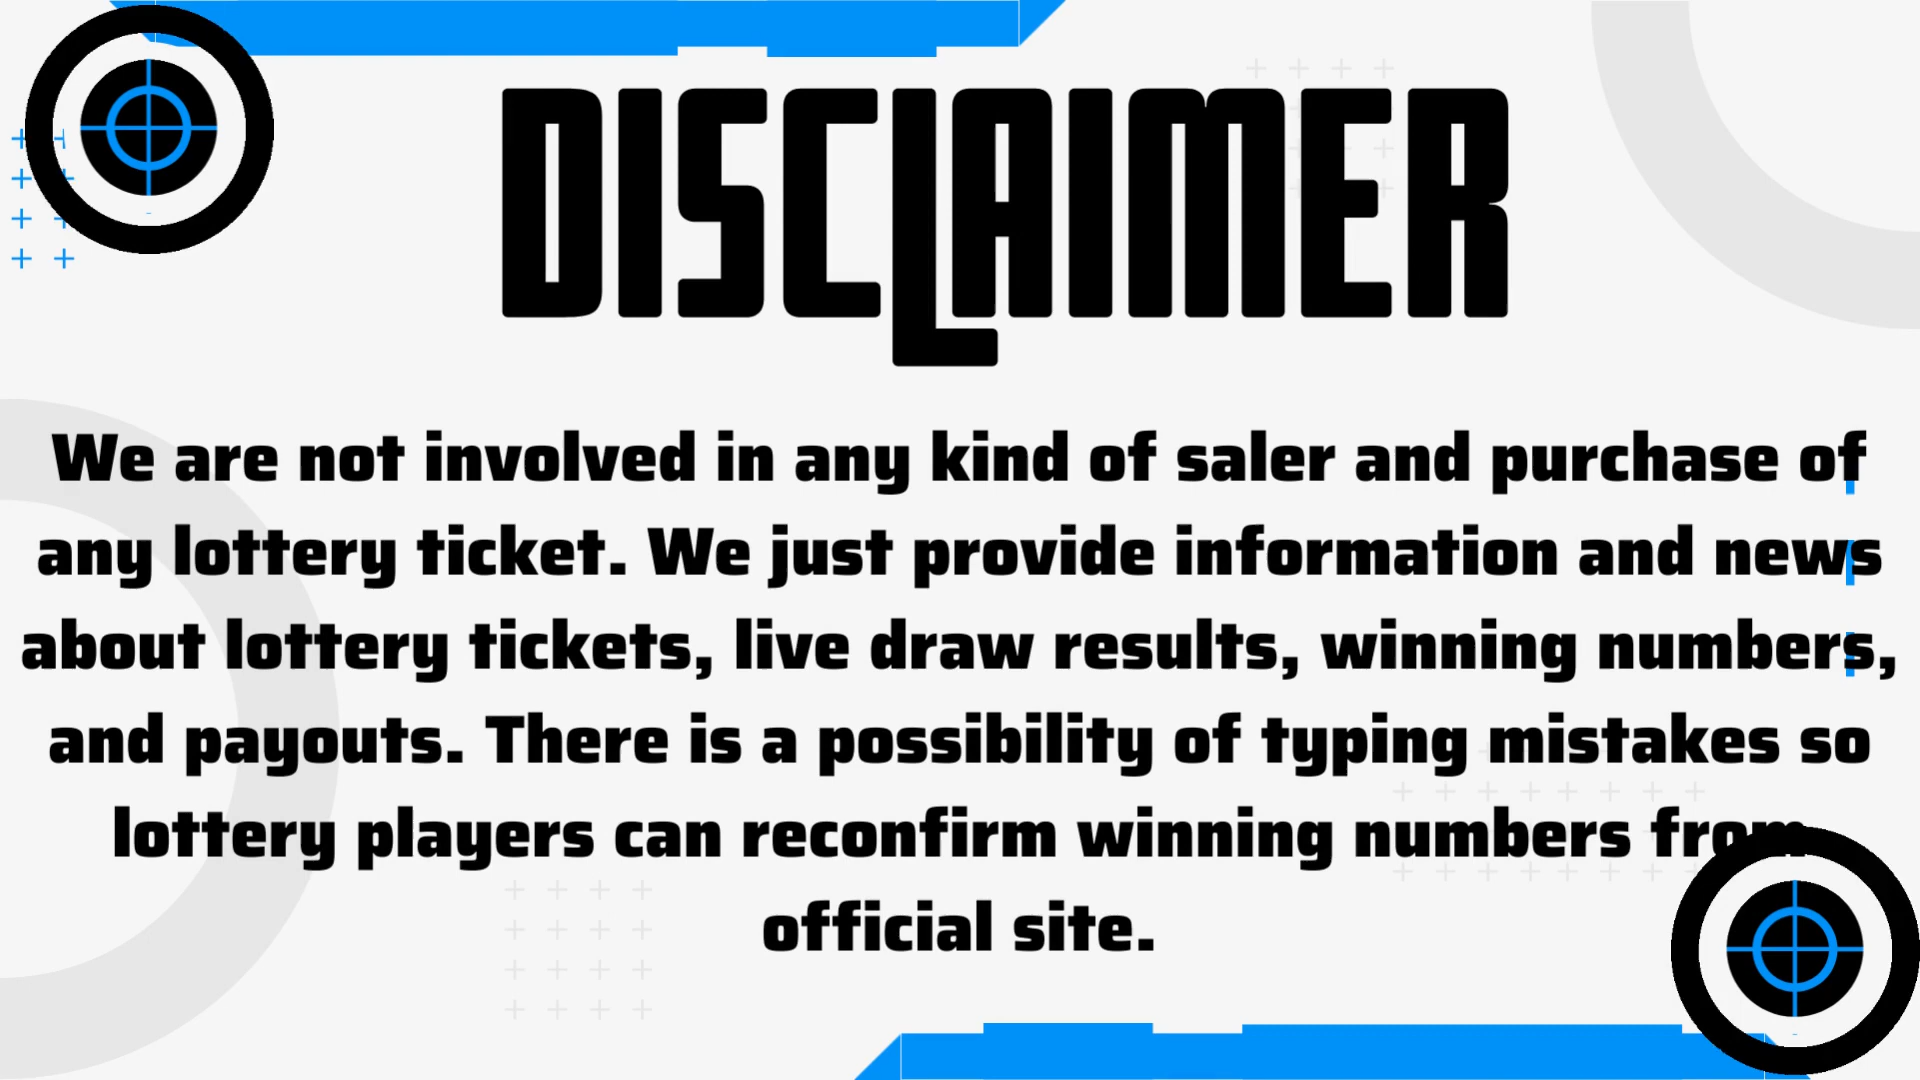 DISCLAIMER
We are not involved in any kind of saler and purchase of
any lottery ticket. We just provide information and news
about lottery tickets, live draw results, winning numbers,
and payouts. There is a possibility of typing mistakes so
lottery players can reconfirm winning numbers from
official site.